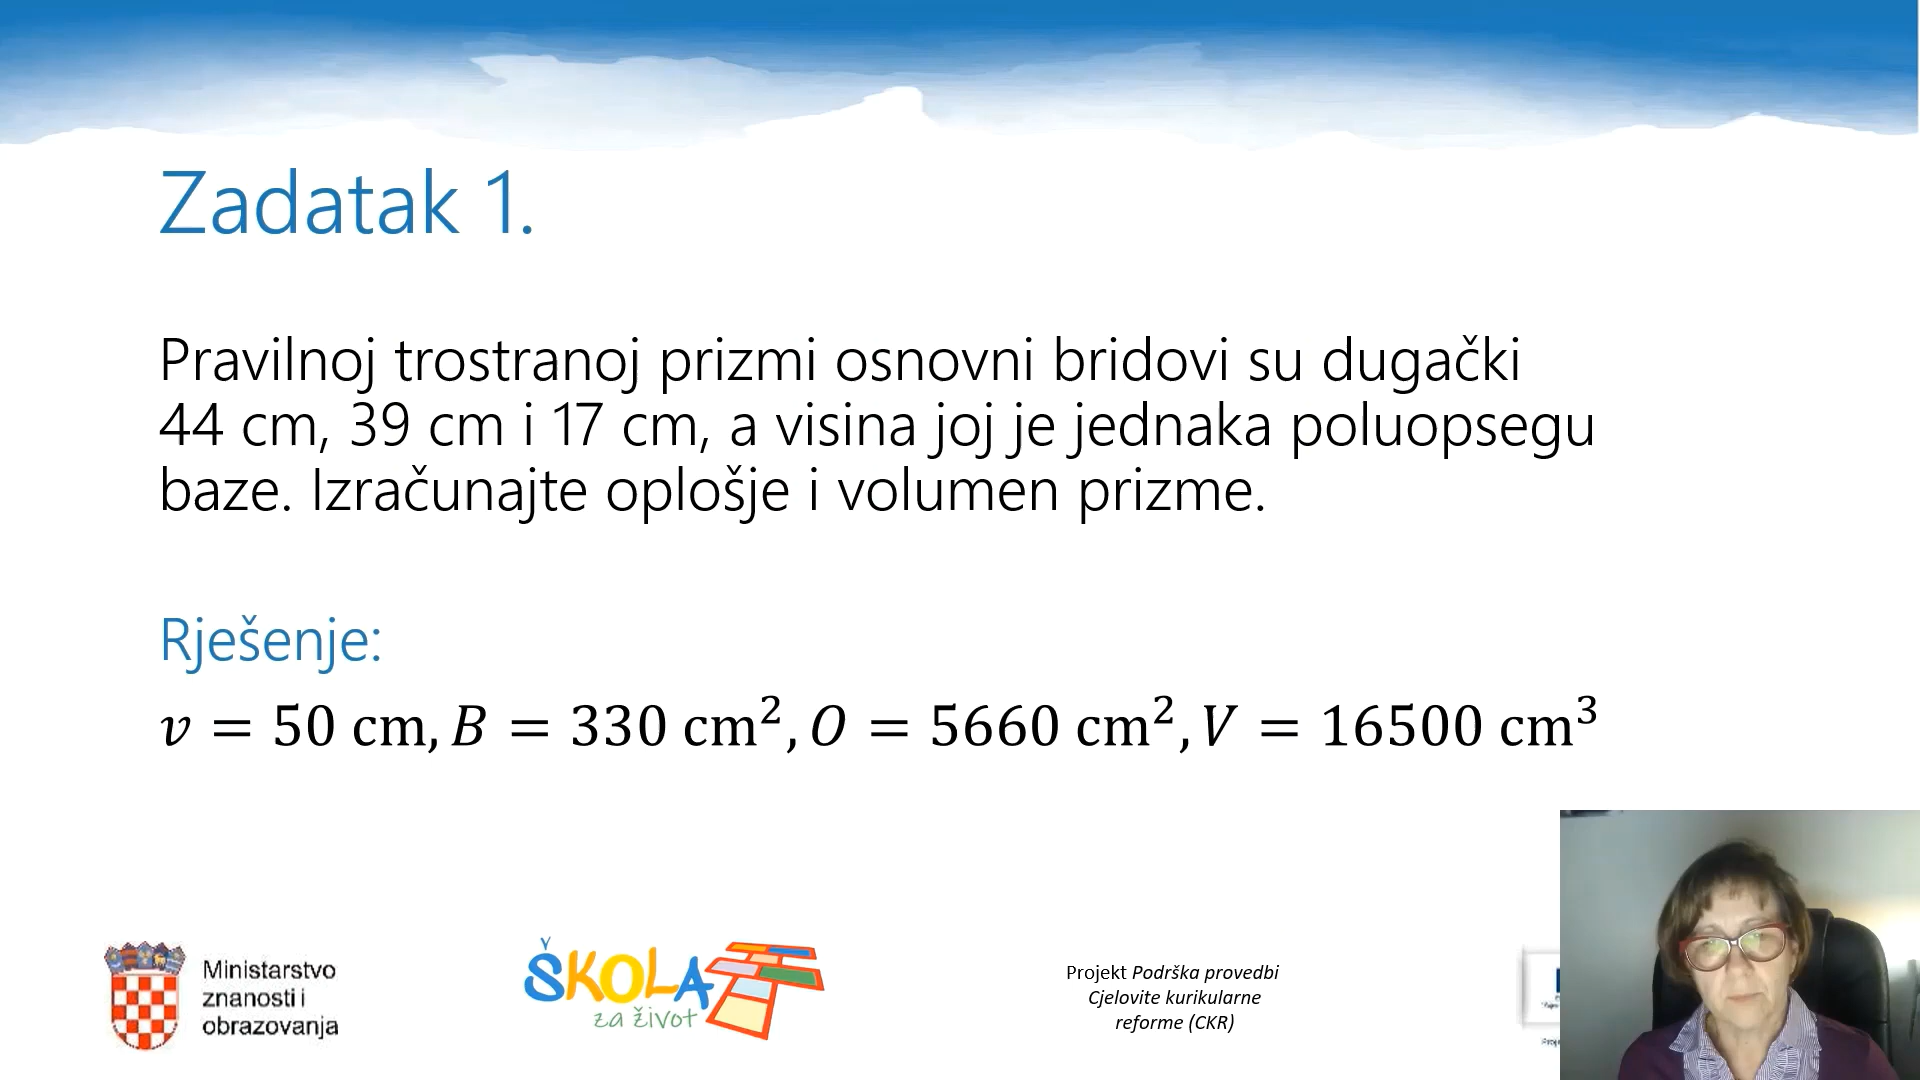 Zadatak 1.
Pravilnoj trostranoj prizmi osnovni bridovi su dugački
44 cm, 39 cm i 17 cm, a visina joj je jednaka poluopsegu
baze. Izračunajte oplošje i volumen prizme.
Rješenje:
v = 50 cm, B = 330 cm², O = 5660 cm², V = 16500 cm³
Ministarstvo
znanosti i
obrazovanja
ŠKOLA
za život
Projekt Podrška provedbi
Cjelovite kurikularne
reforme (CKR)